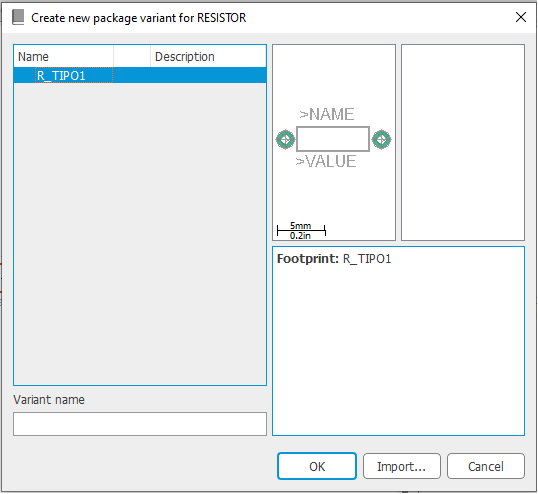 Create new package variant for RESISTOR
Name Description
R_TIPO1
>NAME
>VALUE
5mm
0.2in
Footprint: R_TIPO1
Variant name
OK Import... Cancel